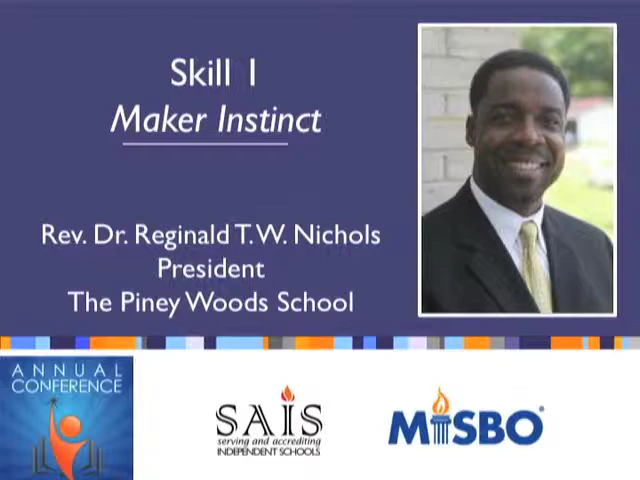 Skill 1
Maker Instinct
Rev. Dr. Reginald T.W. Nichols
President
The Piney Woods School
ANNUAL
CONFERENCE
SAIS
serving and accrediting
INDEPENDENT SCHOOLS
MISBO®